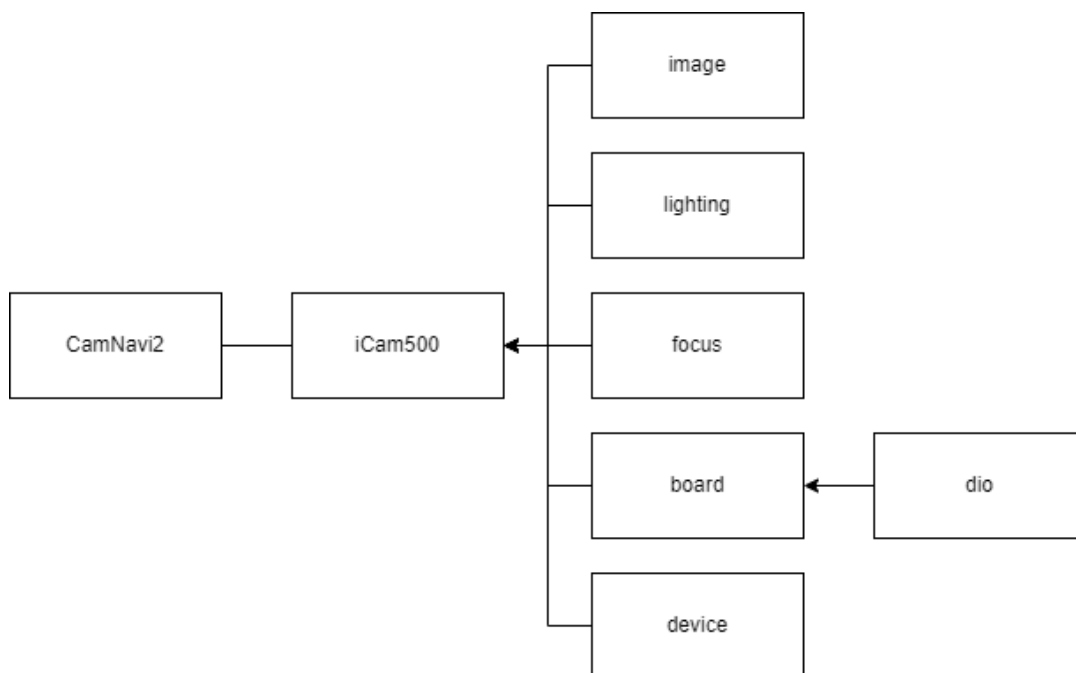 image
lighting
CamNavi2
iCam500
focus
board
dio
device